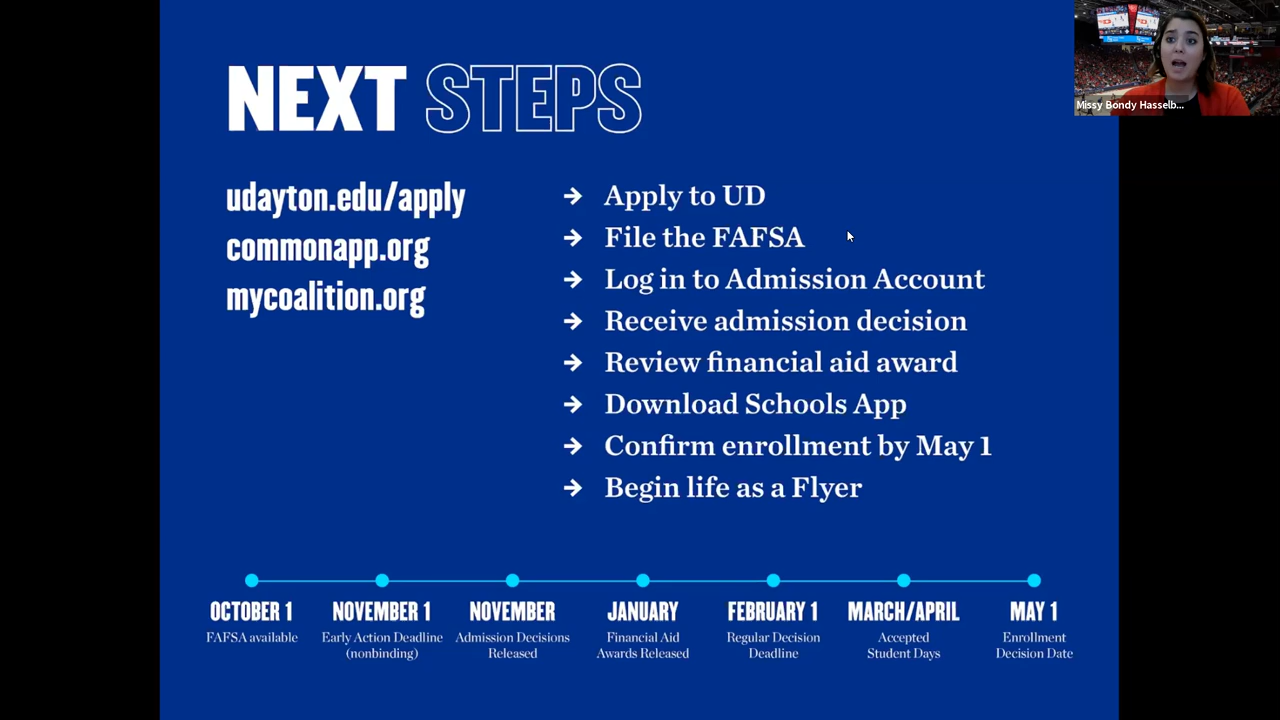 NEXT STEPS
udayton.edu/apply
commonapp.org
mycoalition.org
→ Apply to UD
→ File the FAFSA
→ Log in to Admission Account
→ Receive admission decision
→ Review financial aid award
→ Download Schools App
→ Confirm enrollment by May 1
→ Begin life as a Flyer
OCTOBER 1
FAFSA available
NOVEMBER 1
Early Action Deadline
(nonbinding)
NOVEMBER
Admission Decisions
Released
JANUARY
Financial Aid
Awards Released
FEBRUARY 1
Regular Decision
Deadline
MARCH/APRIL
Accepted
Student Days
MAY 1
Enrollment
Decision Date
Missy Bondy Hasselb...